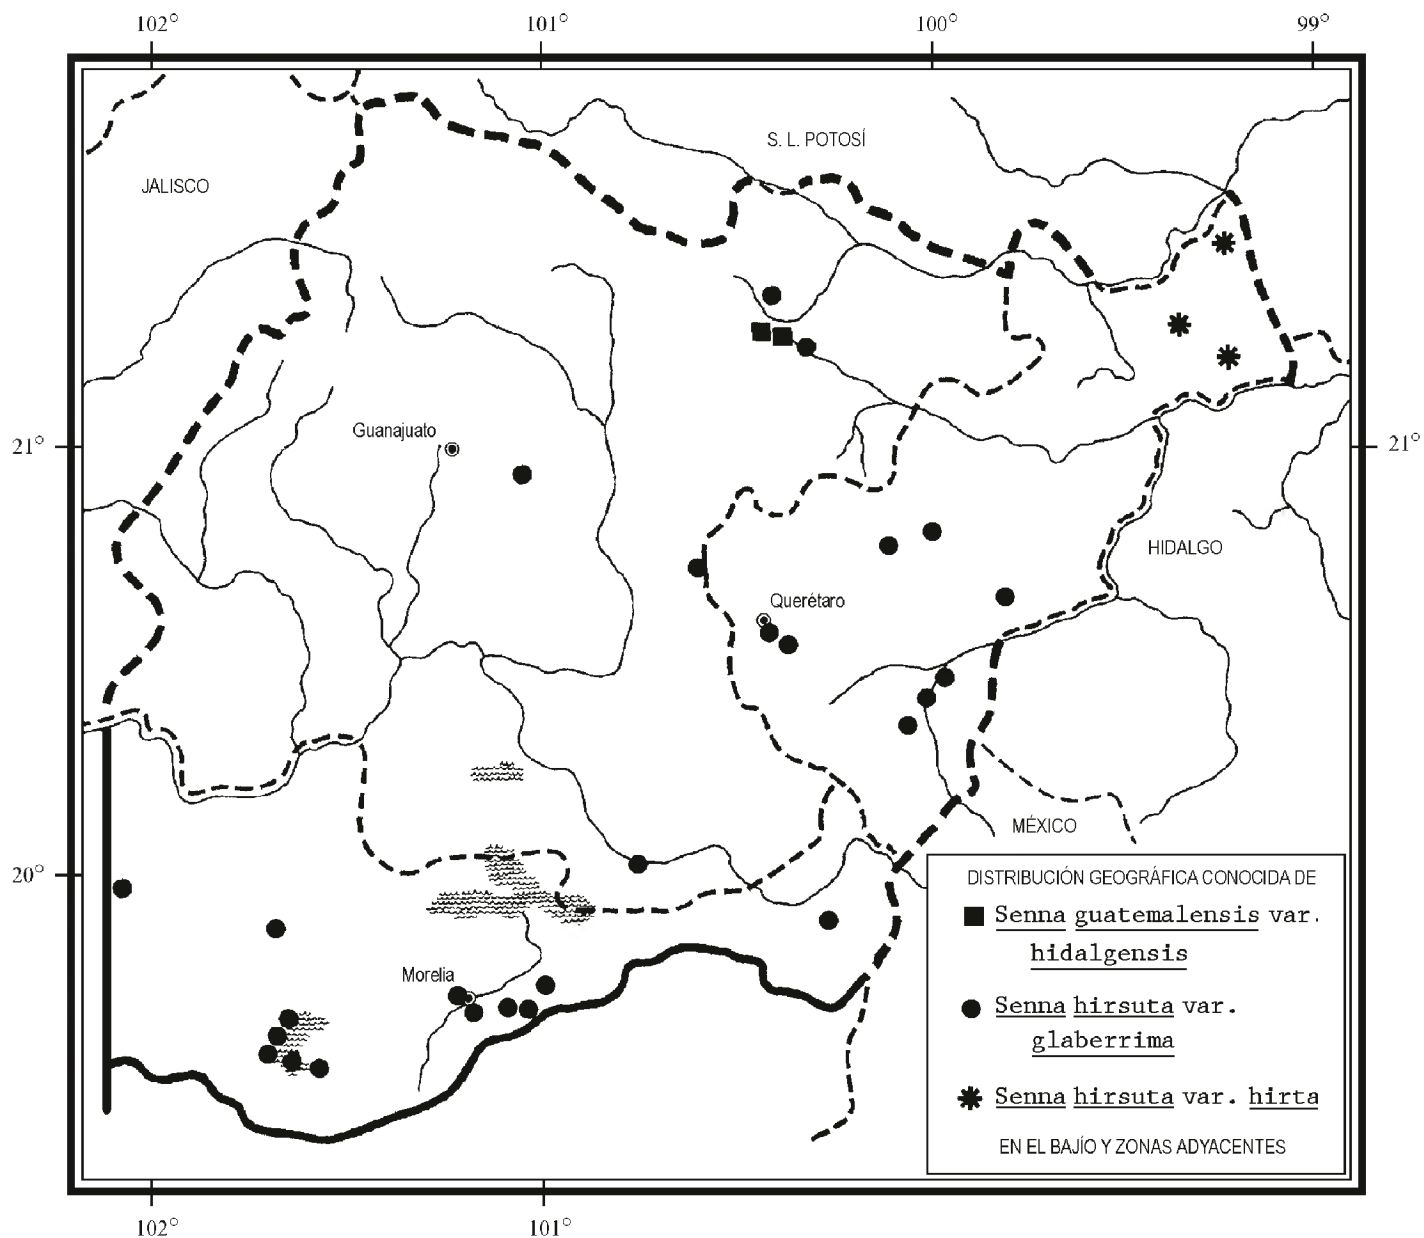 102° 101° 100° 99°
S. L. POTOSÍ
JALISCO
Guanajuato
21° 21°
HIDALGO
Querétaro
MÉXICO
20°
DISTRIBUCIÓN GEOGRÁFICA CONOCIDA DE
Senna guatemalensis var.
hidalgensis
Morelia
Senna hirsuta var.
glaberrima
Senna hirsuta var. hirta
EN EL BAJÍO Y ZONAS ADYACENTES
102° 101°